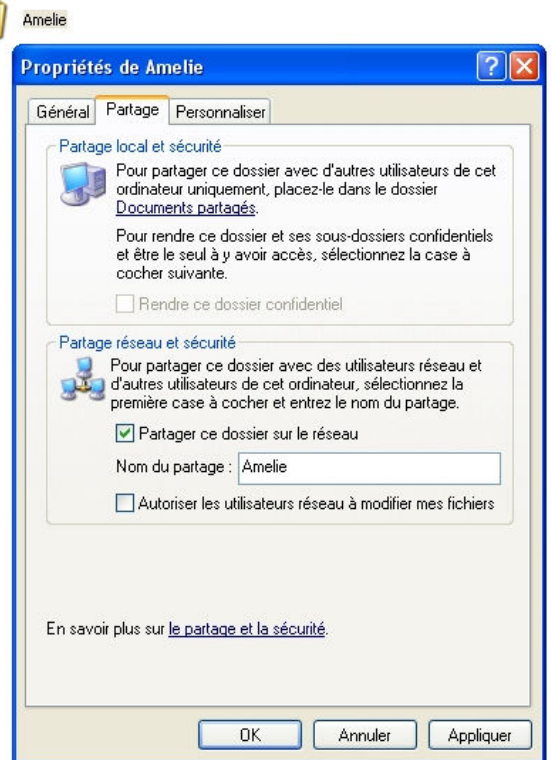 Amelie
Propriétés de Amelie
Général Partage Personnaliser
Partage local et sécurité
Pour partager ce dossier avec d'autres utilisateurs de cet
ordinateur uniquement, placez-le dans le dossier
Documents partagés.
Pour rendre ce dossier et ses sous-dossiers confidentiels
et être le seul à y avoir accès, sélectionnez la case à
cocher suivante.
Rendre ce dossier confidentiel
Partage réseau et sécurité
Pour partager ce dossier avec des utilisateurs réseau et
d'autres utilisateurs de cet ordinateur, sélectionnez la
première case à cocher et entrez le nom du partage.
Partager ce dossier sur le réseau
Nom du partage : Amelie
Autoriser les utilisateurs réseau à modifier mes fichiers
En savoir plus sur le partage et la sécurité.
OK Annuler Appliquer